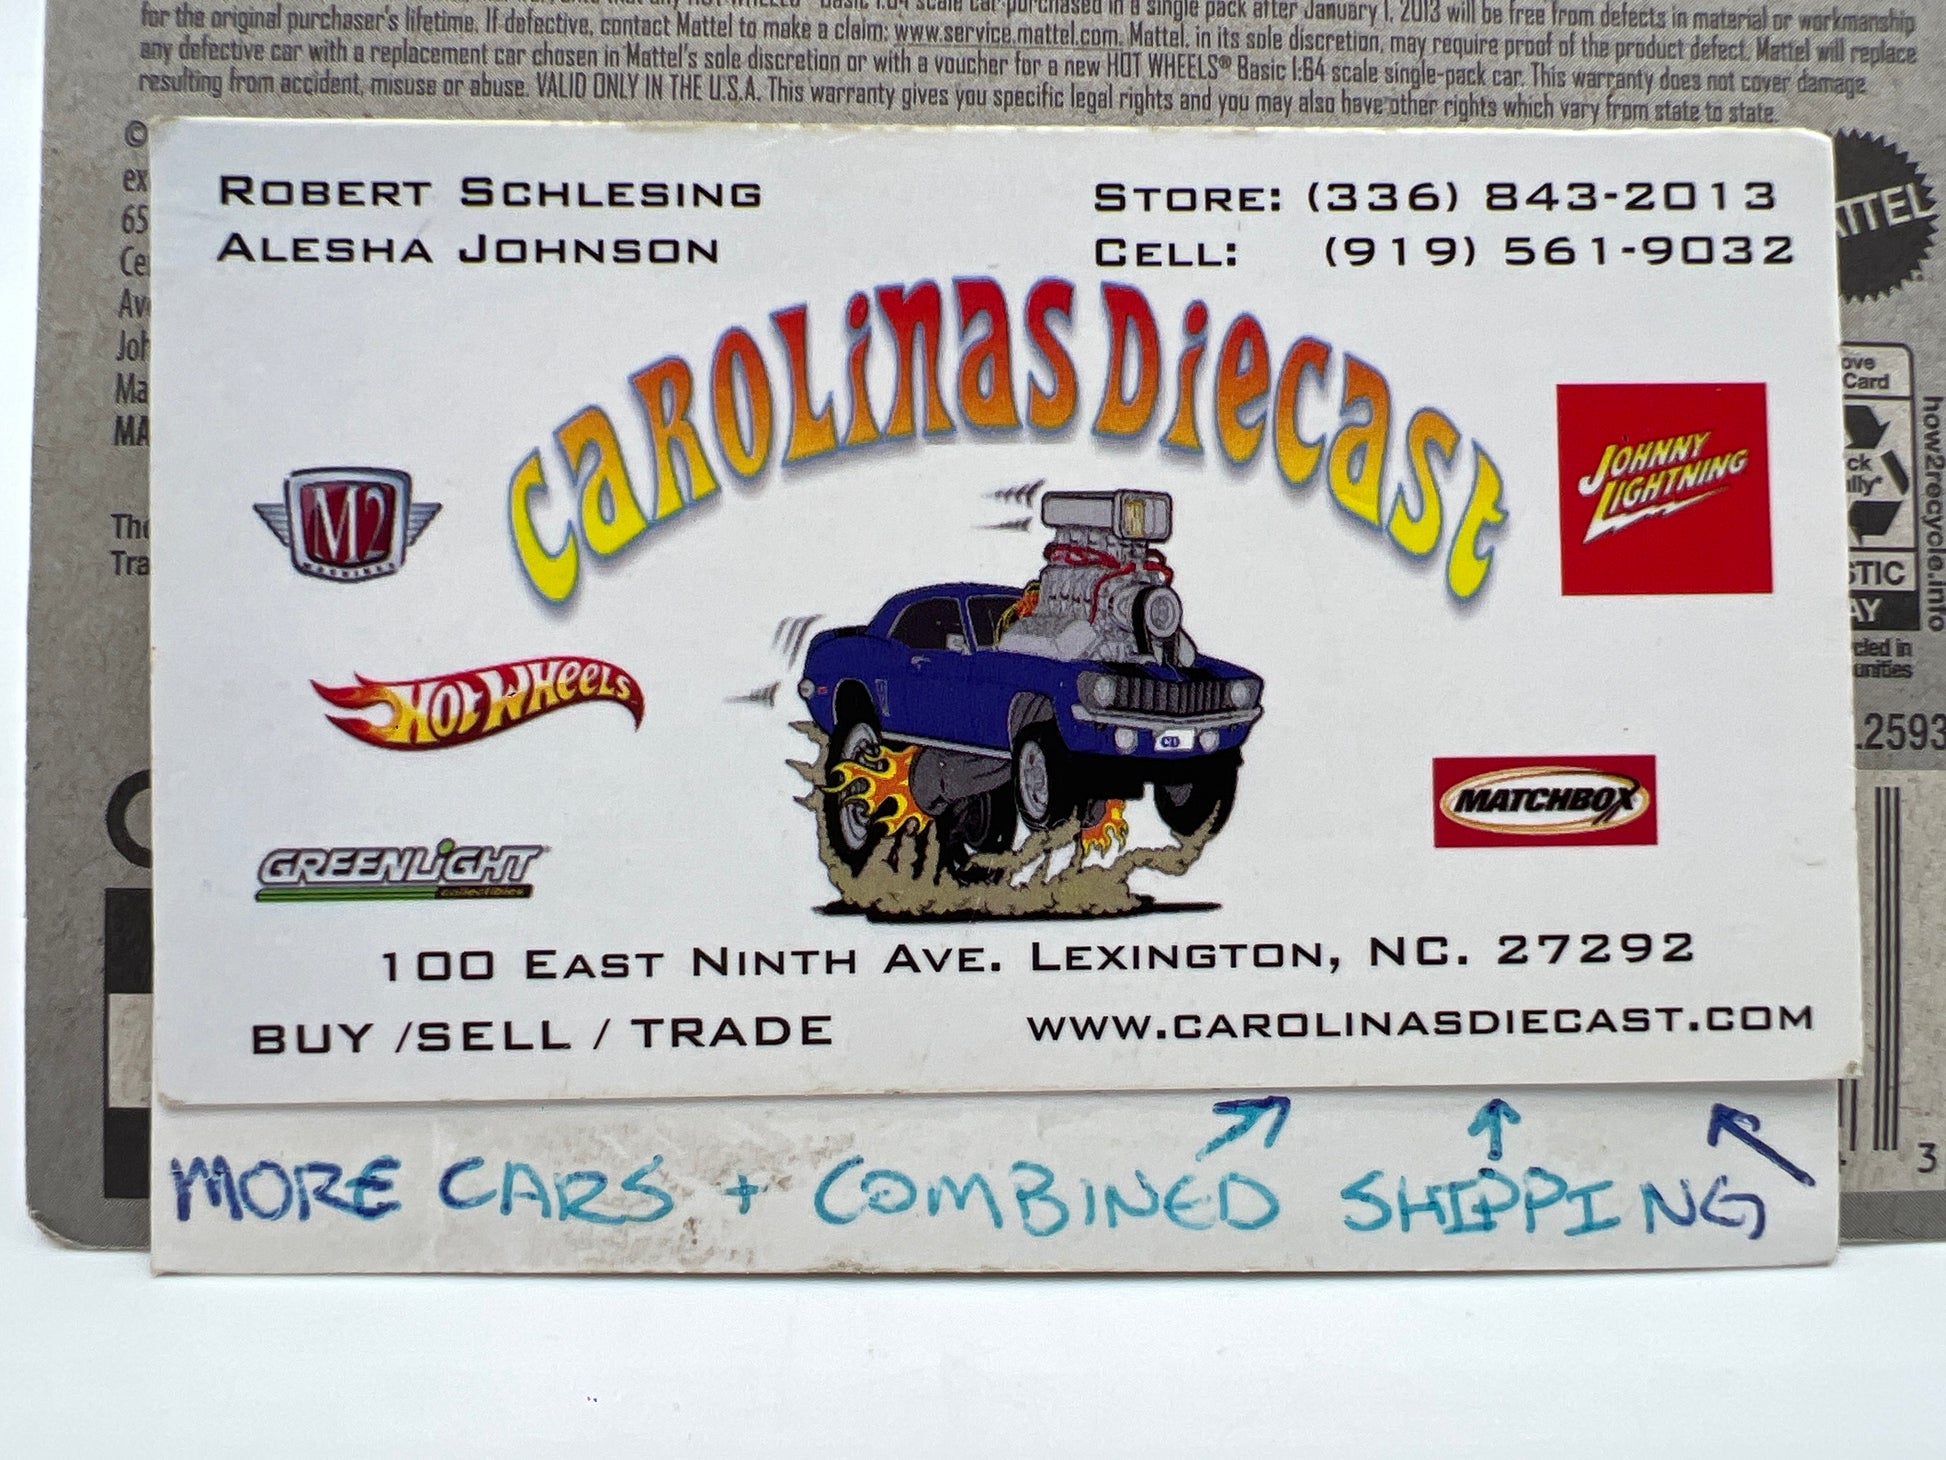 for the original purchaser's lifetime. If defective, contact Mattel to make a claim: www.service.mattel.com. Mattel, in its sole discretion, may require proof of the product defect. Mattel will replace
any defective car with a replacement car chosen in Mattel's sole discretion or with a voucher for a new HOT WHEELS® Basic 1:64 scale single-pack car. This warranty does not cover damage
resulting from accident, misuse or abuse. VALID ONLY IN THE U.S.A. This warranty gives you specific legal rights and you may also have other rights which vary from state to state.
ROBERT SCHLESING
ALESHA JOHNSON
STORE: (336) 843-2013
CELL: (919) 561-9032
CAROLINAS DIECAST
M2
MACHINES
JOHNNY
LIGHTNING
HOT WHEELS
MATCHBOX
GREENLIGHT
collectibles
100 EAST NINTH AVE. LEXINGTON, NC. 27292
BUY /SELL / TRADE
WWW.CAROLINASDIECAST.COM
MORE CARS + COMBINED SHIPPING
how2recycle.info